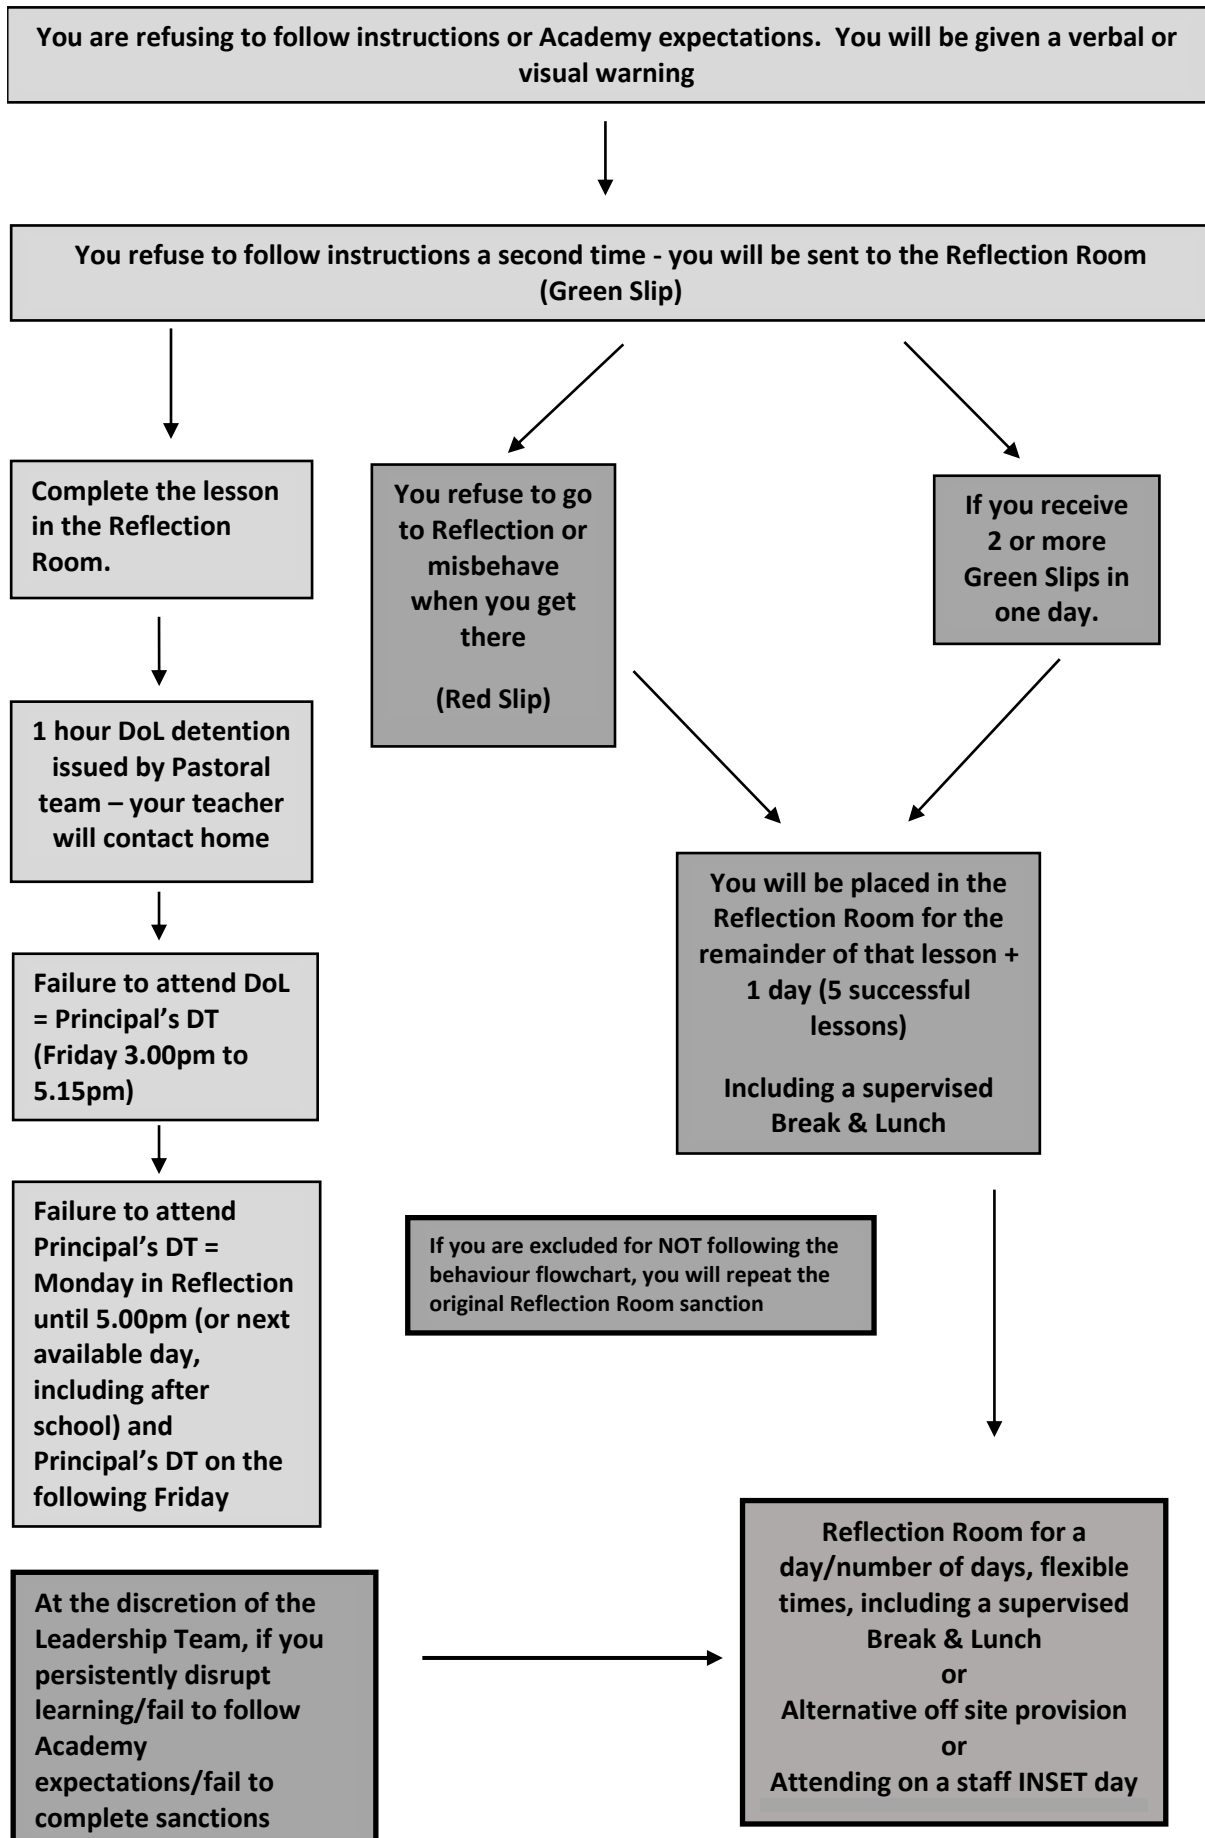 You are refusing to follow instructions or Academy expectations.  You will be given a verbal or
visual warning
You refuse to follow instructions a second time - you will be sent to the Reflection Room
(Green Slip)
Complete the lesson
in the Reflection
Room.
You refuse to go
to Reflection or
misbehave
when you get
there
(Red Slip)
If you receive
2 or more
Green Slips in
one day.
1 hour DoL detention
issued by Pastoral
team – your teacher
will contact home
You will be placed in the
Reflection Room for the
remainder of that lesson +
1 day (5 successful
lessons)
Including a supervised
Break & Lunch
Failure to attend DoL
= Principal’s DT
(Friday 3.00pm to
5.15pm)
Failure to attend
Principal’s DT =
Monday in Reflection
until 5.00pm (or next
available day,
including after
school) and
Principal’s DT on the
following Friday
If you are excluded for NOT following the
behaviour flowchart, you will repeat the
original Reflection Room sanction
At the discretion of the
Leadership Team, if you
persistently disrupt
learning/fail to follow
Academy
expectations/fail to
complete sanctions
Reflection Room for a
day/number of days, flexible
times, including a supervised
Break & Lunch
or
Alternative off site provision
or
Attending on a staff INSET day